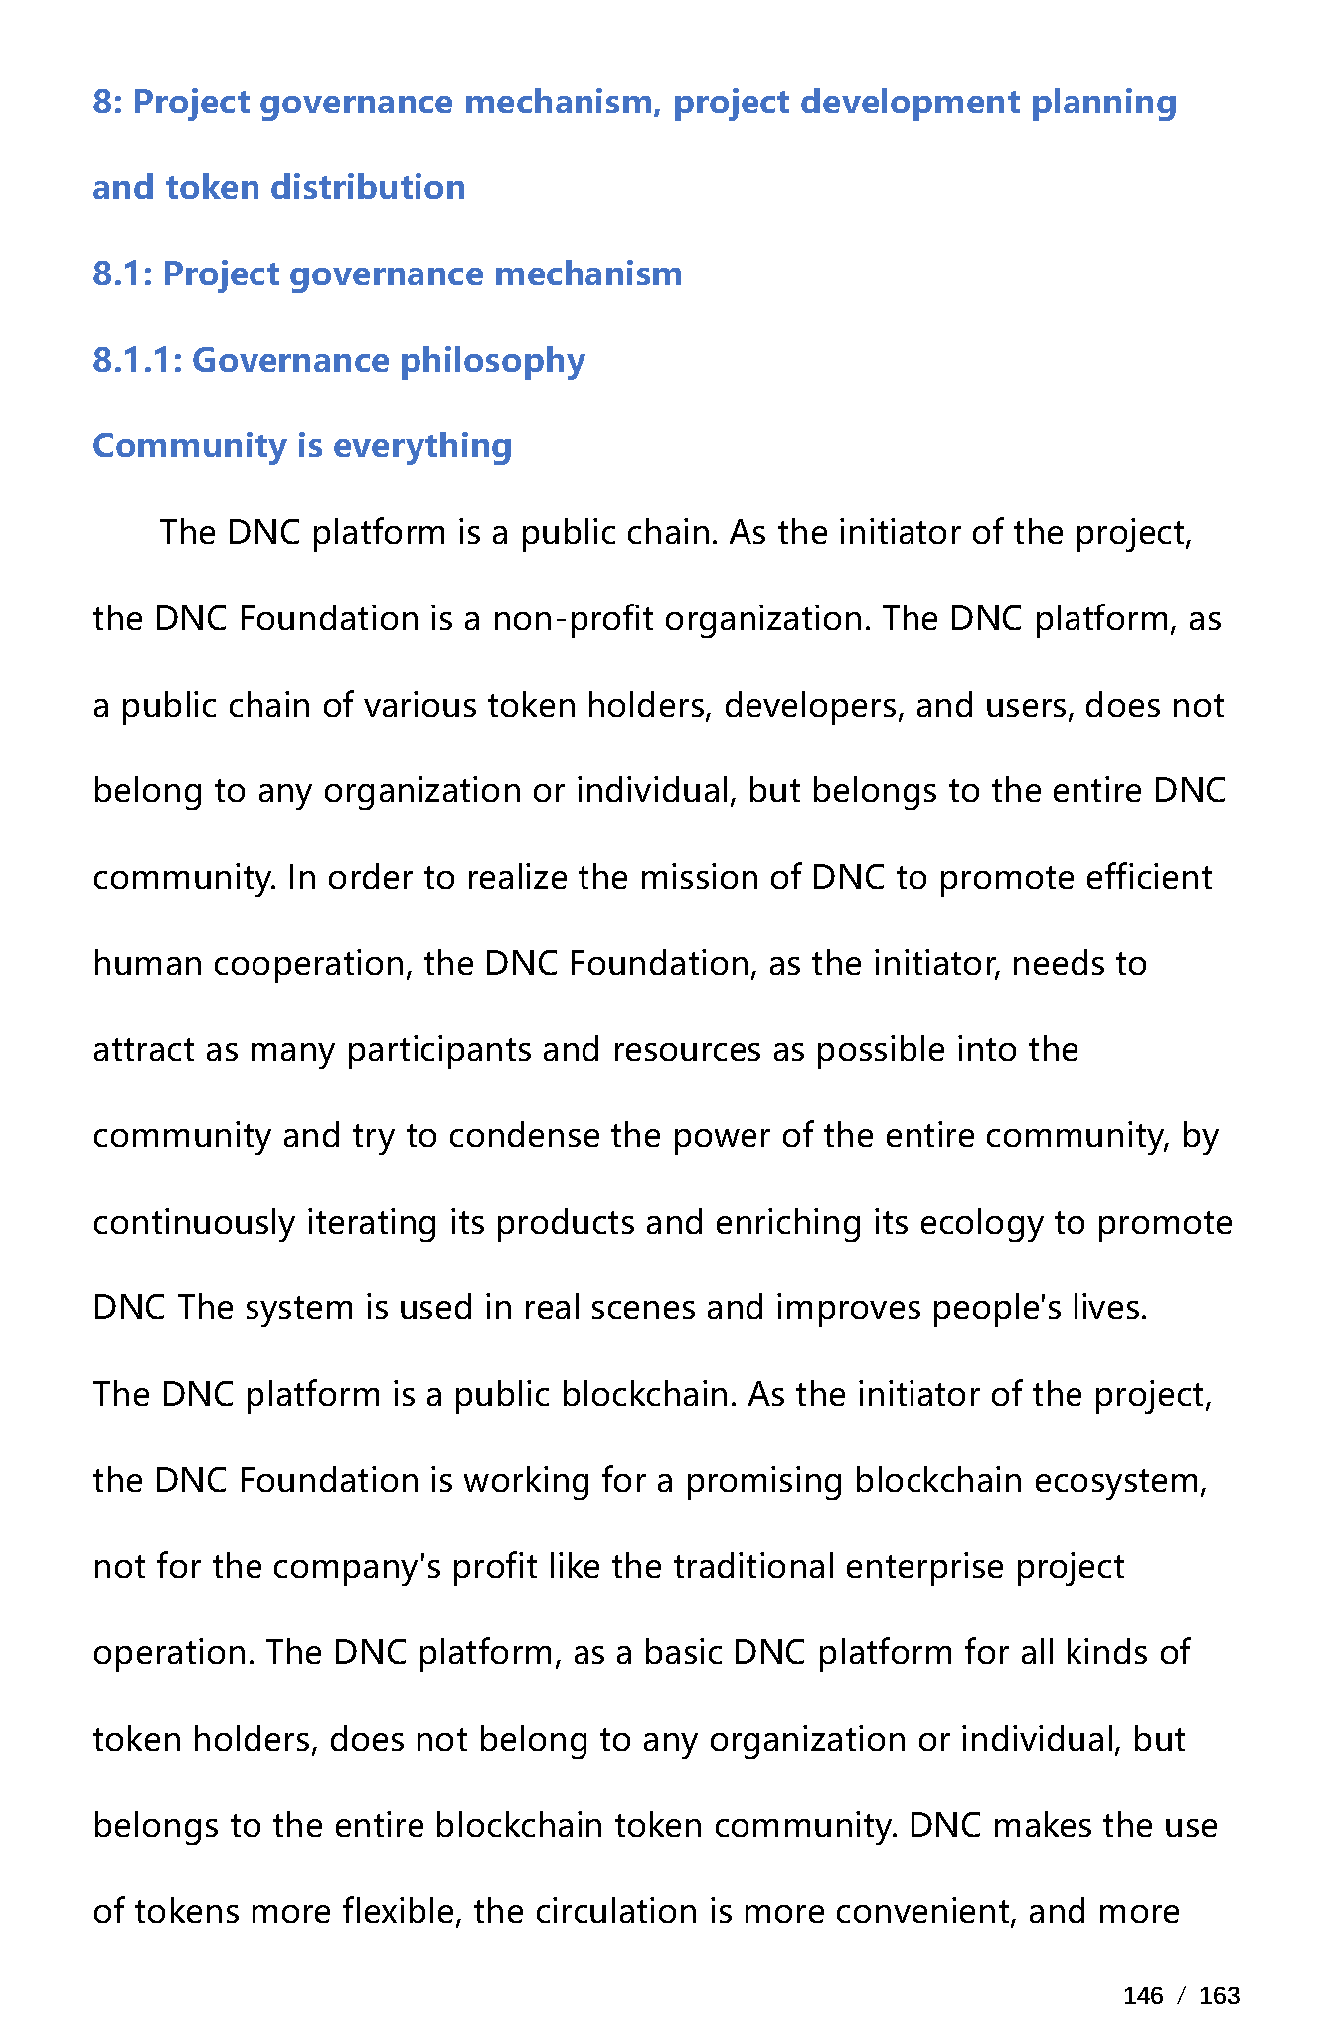 8: Project governance mechanism, project development planning
and token distribution
8.1: Project governance mechanism
8.1.1: Governance philosophy
Community is everything
The DNC platform is a public chain. As the initiator of the project,
the DNC Foundation is a non-profit organization. The DNC platform, as
a public chain of various token holders, developers, and users, does not
belong to any organization or individual, but belongs to the entire DNC
community. In order to realize the mission of DNC to promote efficient
human cooperation, the DNC Foundation, as the initiator, needs to
attract as many participants and resources as possible into the
community and try to condense the power of the entire community, by
continuously iterating its products and enriching its ecology to promote
DNC The system is used in real scenes and improves people's lives.
The DNC platform is a public blockchain. As the initiator of the project,
the DNC Foundation is working for a promising blockchain ecosystem,
not for the company's profit like the traditional enterprise project
operation. The DNC platform, as a basic DNC platform for all kinds of
token holders, does not belong to any organization or individual, but
belongs to the entire blockchain token community. DNC makes the use
of tokens more flexible, the circulation is more convenient, and more
146 / 163